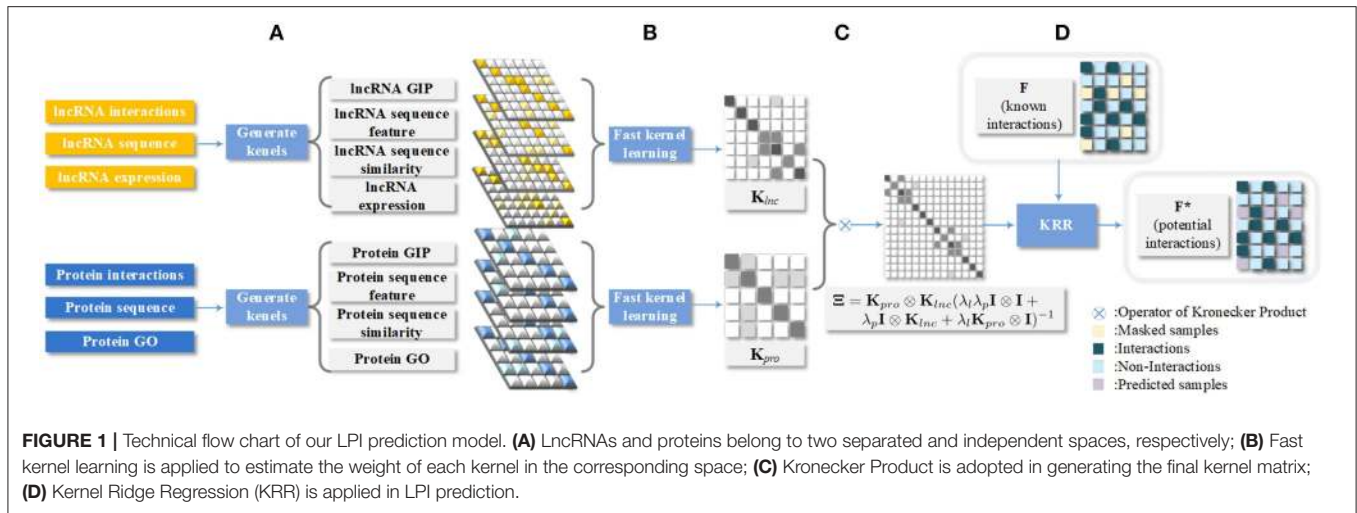 A
B
C
D
lncRNA interactions
lncRNA sequence
lncRNA expression
Generate
kenels
lncRNA GIP
lncRNA sequence
feature
lncRNA sequence
similarity
lncRNA
expression
Fast kernel
learning
K_lnc
F
(known
interactions)
KRR
F*
(potential
interactions)
Protein interactions
Protein sequence
Protein GO
Generate
kenels
Protein GIP
Protein sequence
feature
Protein sequence
similarity
Protein GO
Fast kernel
learning
K_pro
Ξ = K_pro ⊗ K_lnc(λ_lλ_pI ⊗ I +
λ_pI ⊗ K_lnc + λ_lK_pro ⊗ I)^−1
⊗ :Operator of Kronecker Product
:Masked samples
:Interactions
:Non-Interactions
:Predicted samples
FIGURE 1 | Technical flow chart of our LPI prediction model. (A) LncRNAs and proteins belong to two separated and independent spaces, respectively; (B) Fast
kernel learning is applied to estimate the weight of each kernel in the corresponding space; (C) Kronecker Product is adopted in generating the final kernel matrix;
(D) Kernel Ridge Regression (KRR) is applied in LPI prediction.